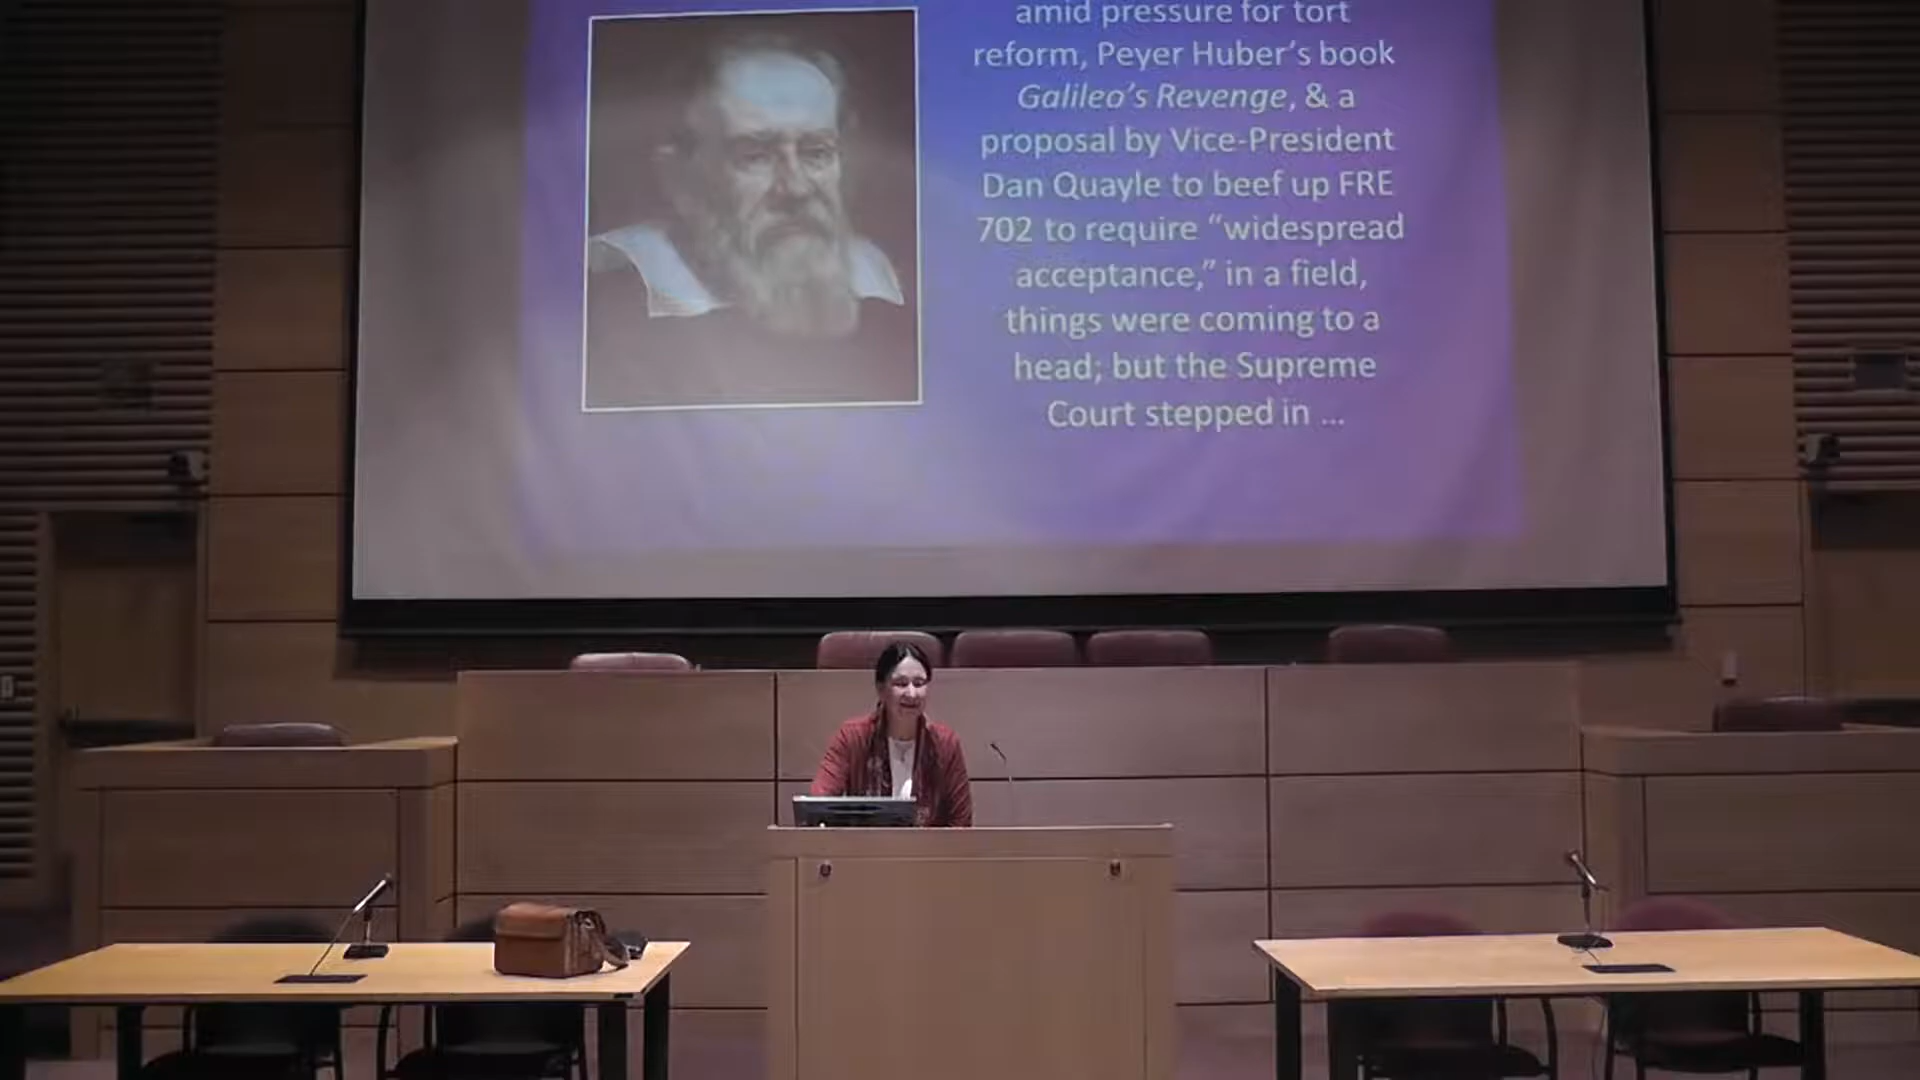 amid pressure for tort
reform, Peyer Huber’s book
Galileo’s Revenge, & a
proposal by Vice-President
Dan Quayle to beef up FRE
702 to require “widespread
acceptance,” in a field,
things were coming to a
head; but the Supreme
Court stepped in ...